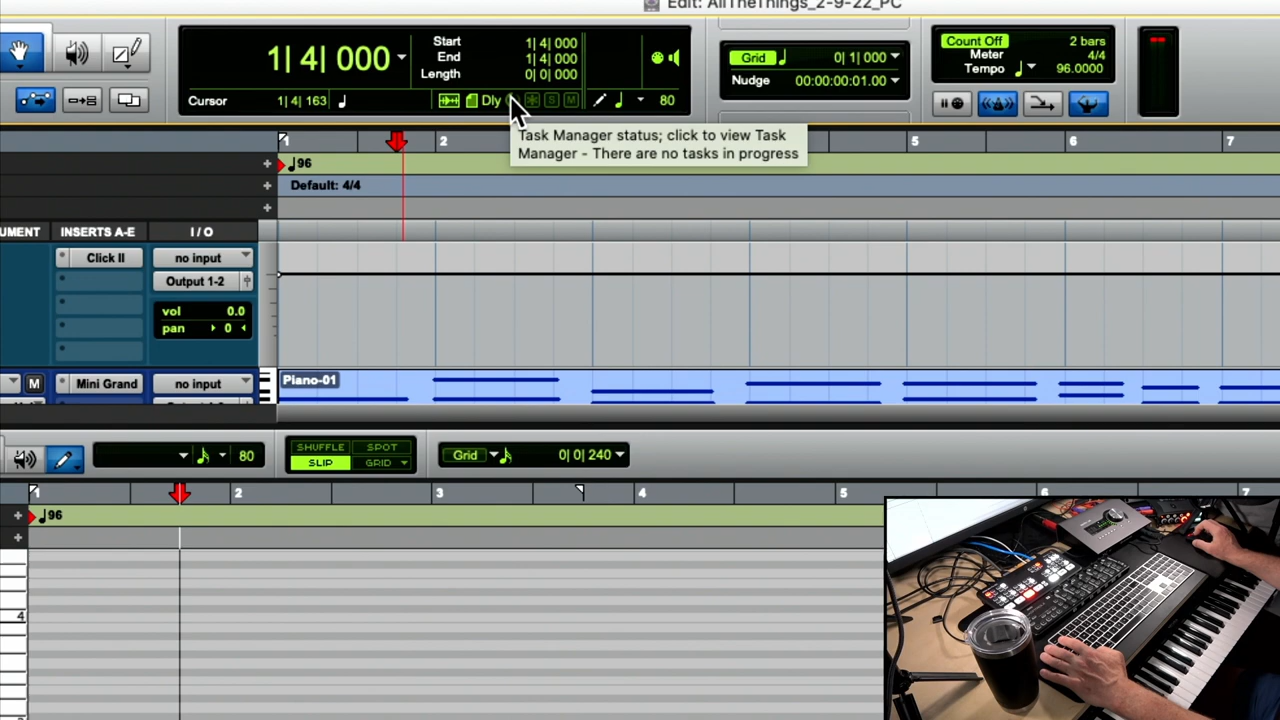 Edit: AllTheThings_2-9-22_PC
1| 4| 000
Start 1| 4| 000
End 1| 4| 000
Length 0| 0| 000
Cursor 1| 4| 163
Dly
S M
80
Grid 0| 1| 000
Nudge 00:00:00:01.00
Count Off 2 bars
Meter 4/4
Tempo 96.0000
Task Manager status; click to view Task
Manager - There are no tasks in progress
1 2 5 6 7
96
Default: 4/4
UMENT INSERTS A-E I / O
Click II no input
Output 1-2
vol 0.0
pan 0
M Mini Grand no input
Piano-01
80
SHUFFLE SPOT
SLIP GRID
Grid 0| 0| 240
1 2 3 4 5 6 7
96
4